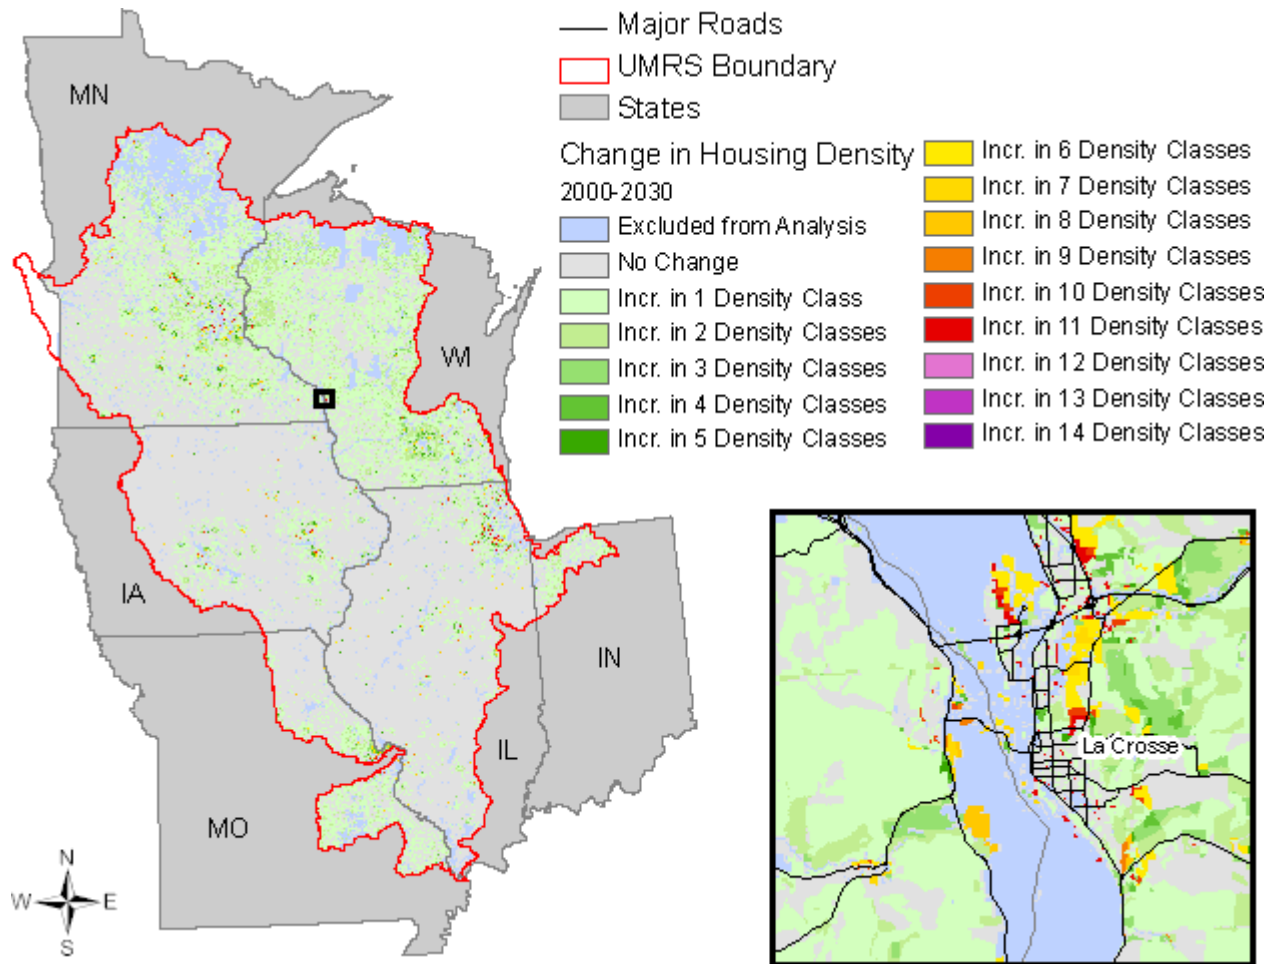 Major Roads
UMRS Boundary
States
Change in Housing Density
2000-2030
Excluded from Analysis
No Change
Incr. in 1 Density Class
Incr. in 2 Density Classes
Incr. in 3 Density Classes
Incr. in 4 Density Classes
Incr. in 5 Density Classes
Incr. in 6 Density Classes
Incr. in 7 Density Classes
Incr. in 8 Density Classes
Incr. in 9 Density Classes
Incr. in 10 Density Classes
Incr. in 11 Density Classes
Incr. in 12 Density Classes
Incr. in 13 Density Classes
Incr. in 14 Density Classes
MN
WI
IA
IN
IL
MO
La Crosse
N
W E
S